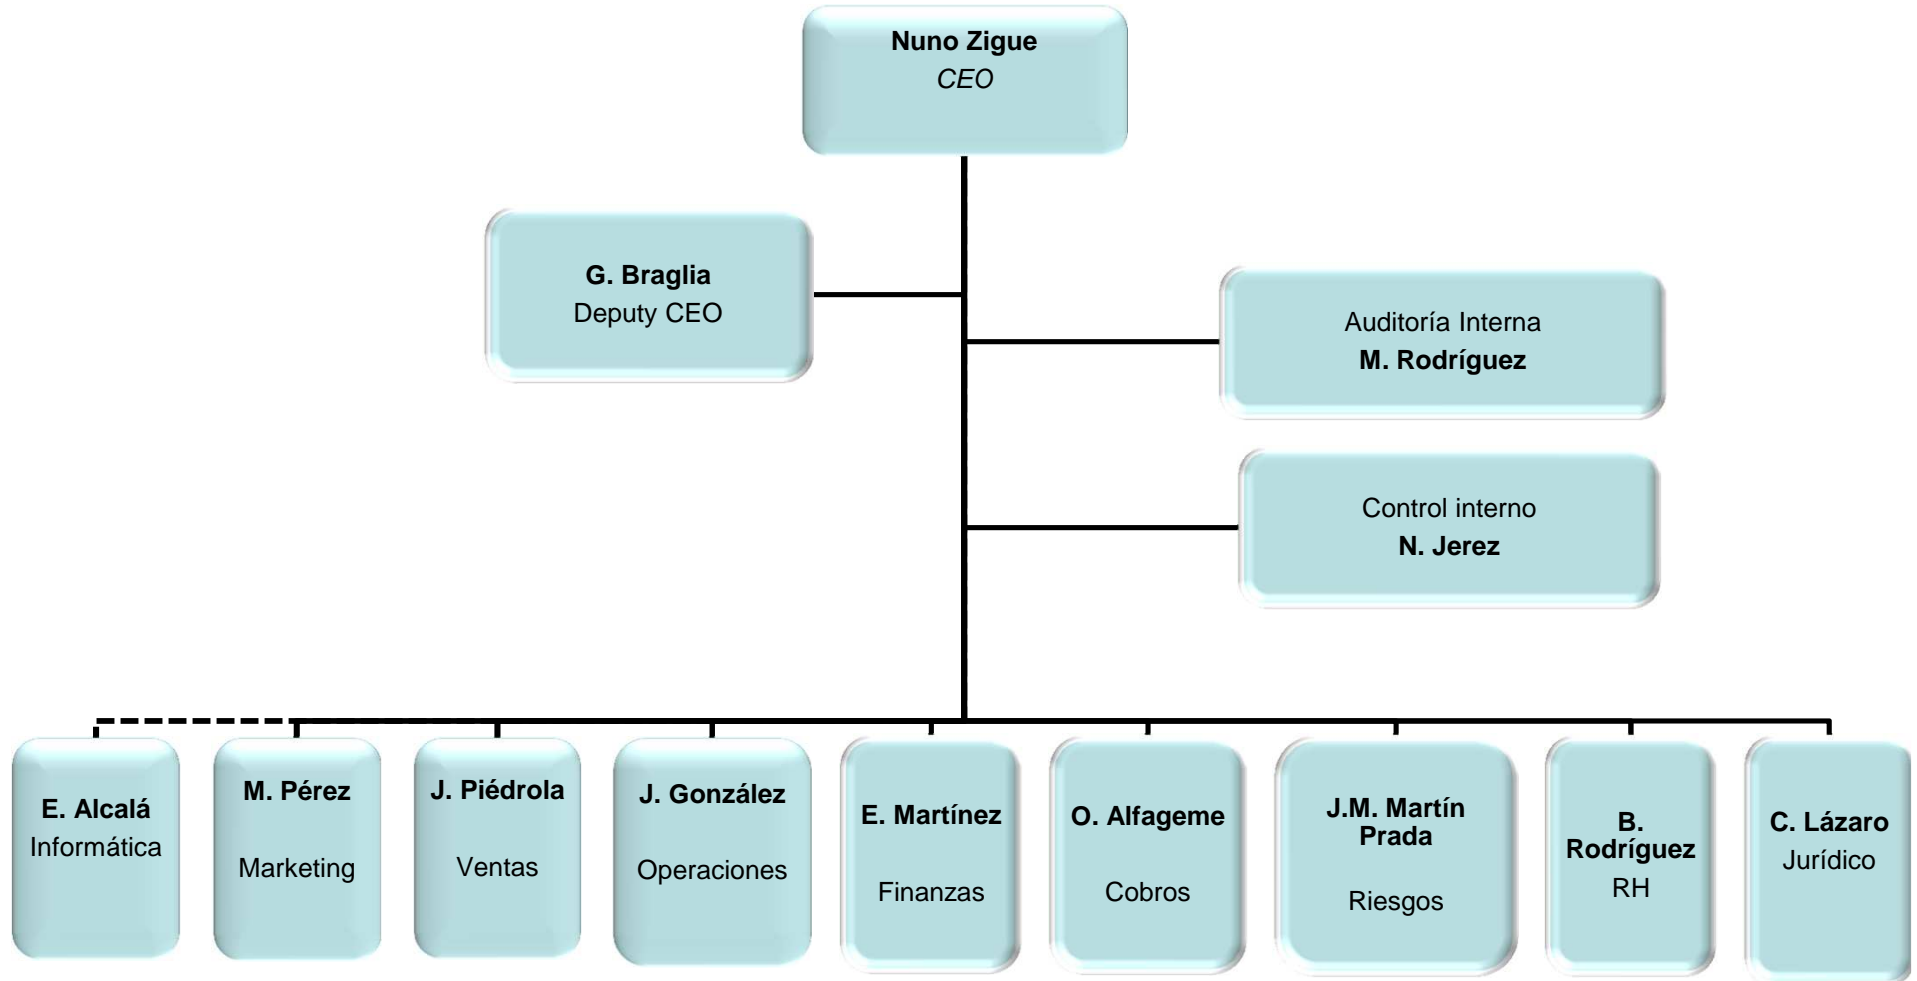 Nuno Zigue
CEO
G. Braglia
Deputy CEO
Auditoría Interna
M. Rodríguez
Control interno
N. Jerez
E. Alcalá
Informática
M. Pérez
Marketing
J. Piédrola
Ventas
J. González
Operaciones
E. Martínez
Finanzas
O. Alfageme
Cobros
J.M. Martín
Prada
Riesgos
B.
Rodríguez
RH
C. Lázaro
Jurídico